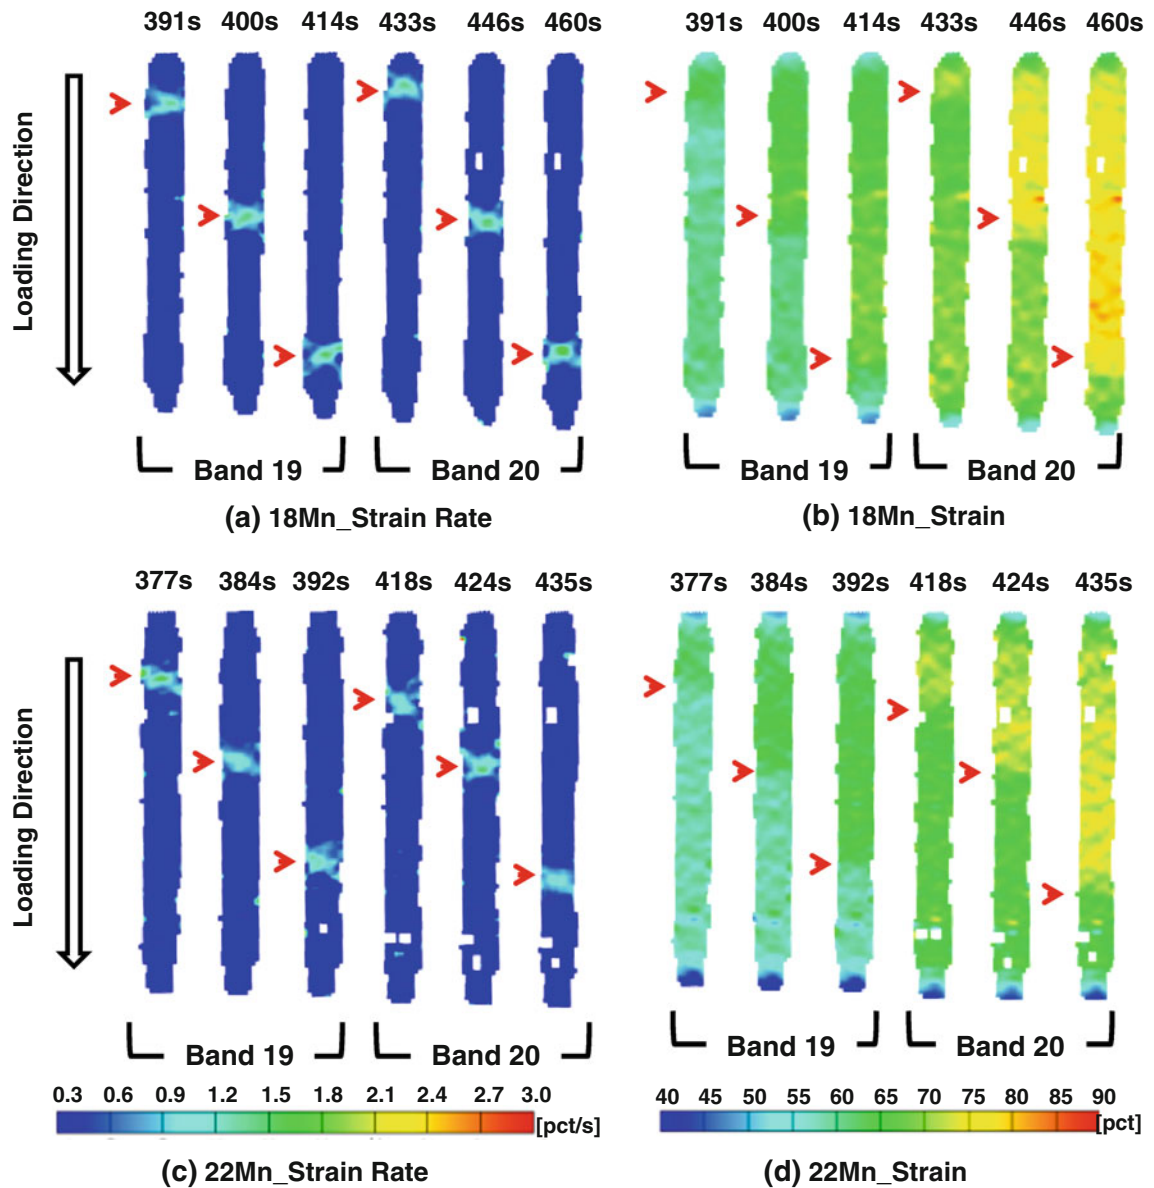 391s 400s 414s 433s 446s 460s
391s 400s 414s 433s 446s 460s
Loading Direction
Band 19 Band 20
Band 19 Band 20
(a) 18Mn_Strain Rate
(b) 18Mn_Strain
377s 384s 392s 418s 424s 435s
377s 384s 392s 418s 424s 435s
Loading Direction
Band 19 Band 20
Band 19 Band 20
0.3 0.6 0.9 1.2 1.5 1.8 2.1 2.4 2.7 3.0
[pct/s]
40 45 50 55 60 65 70 75 80 85 90
[pct]
(c) 22Mn_Strain Rate
(d) 22Mn_Strain